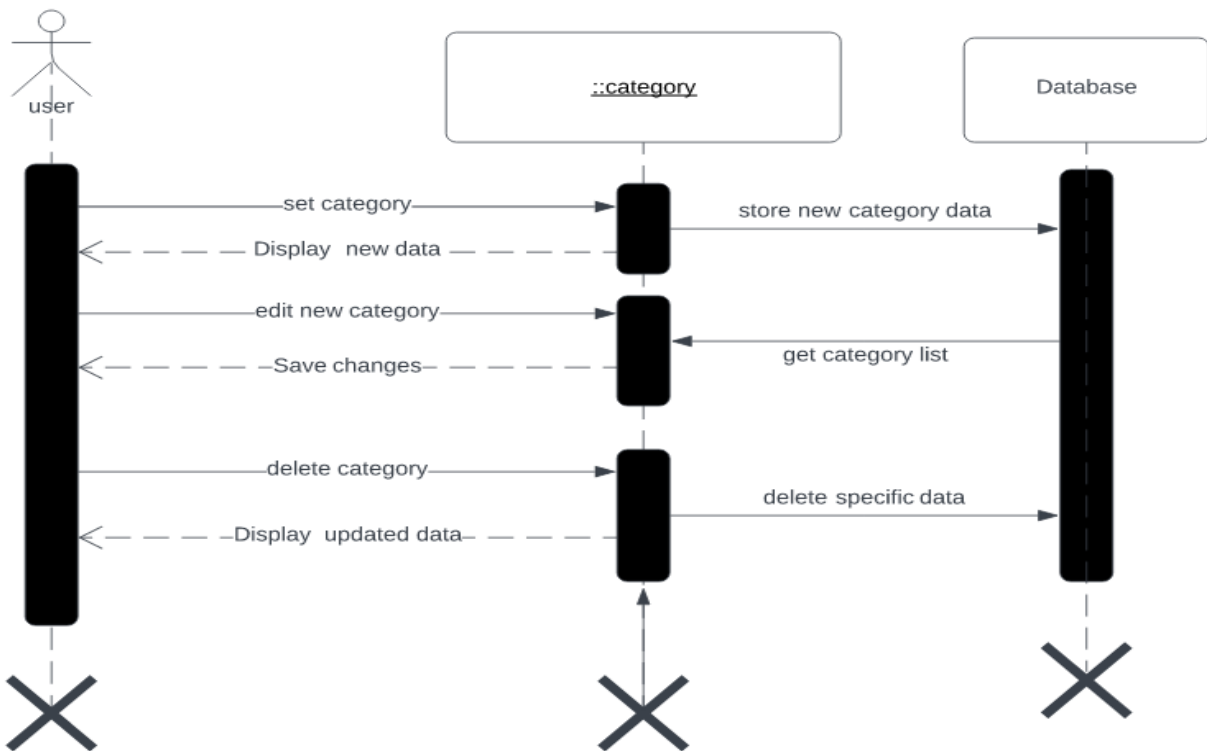 user
::category
Database
set category
store new category data
Display new data
edit new category
get category list
Save changes
delete category
delete specific data
Display updated data